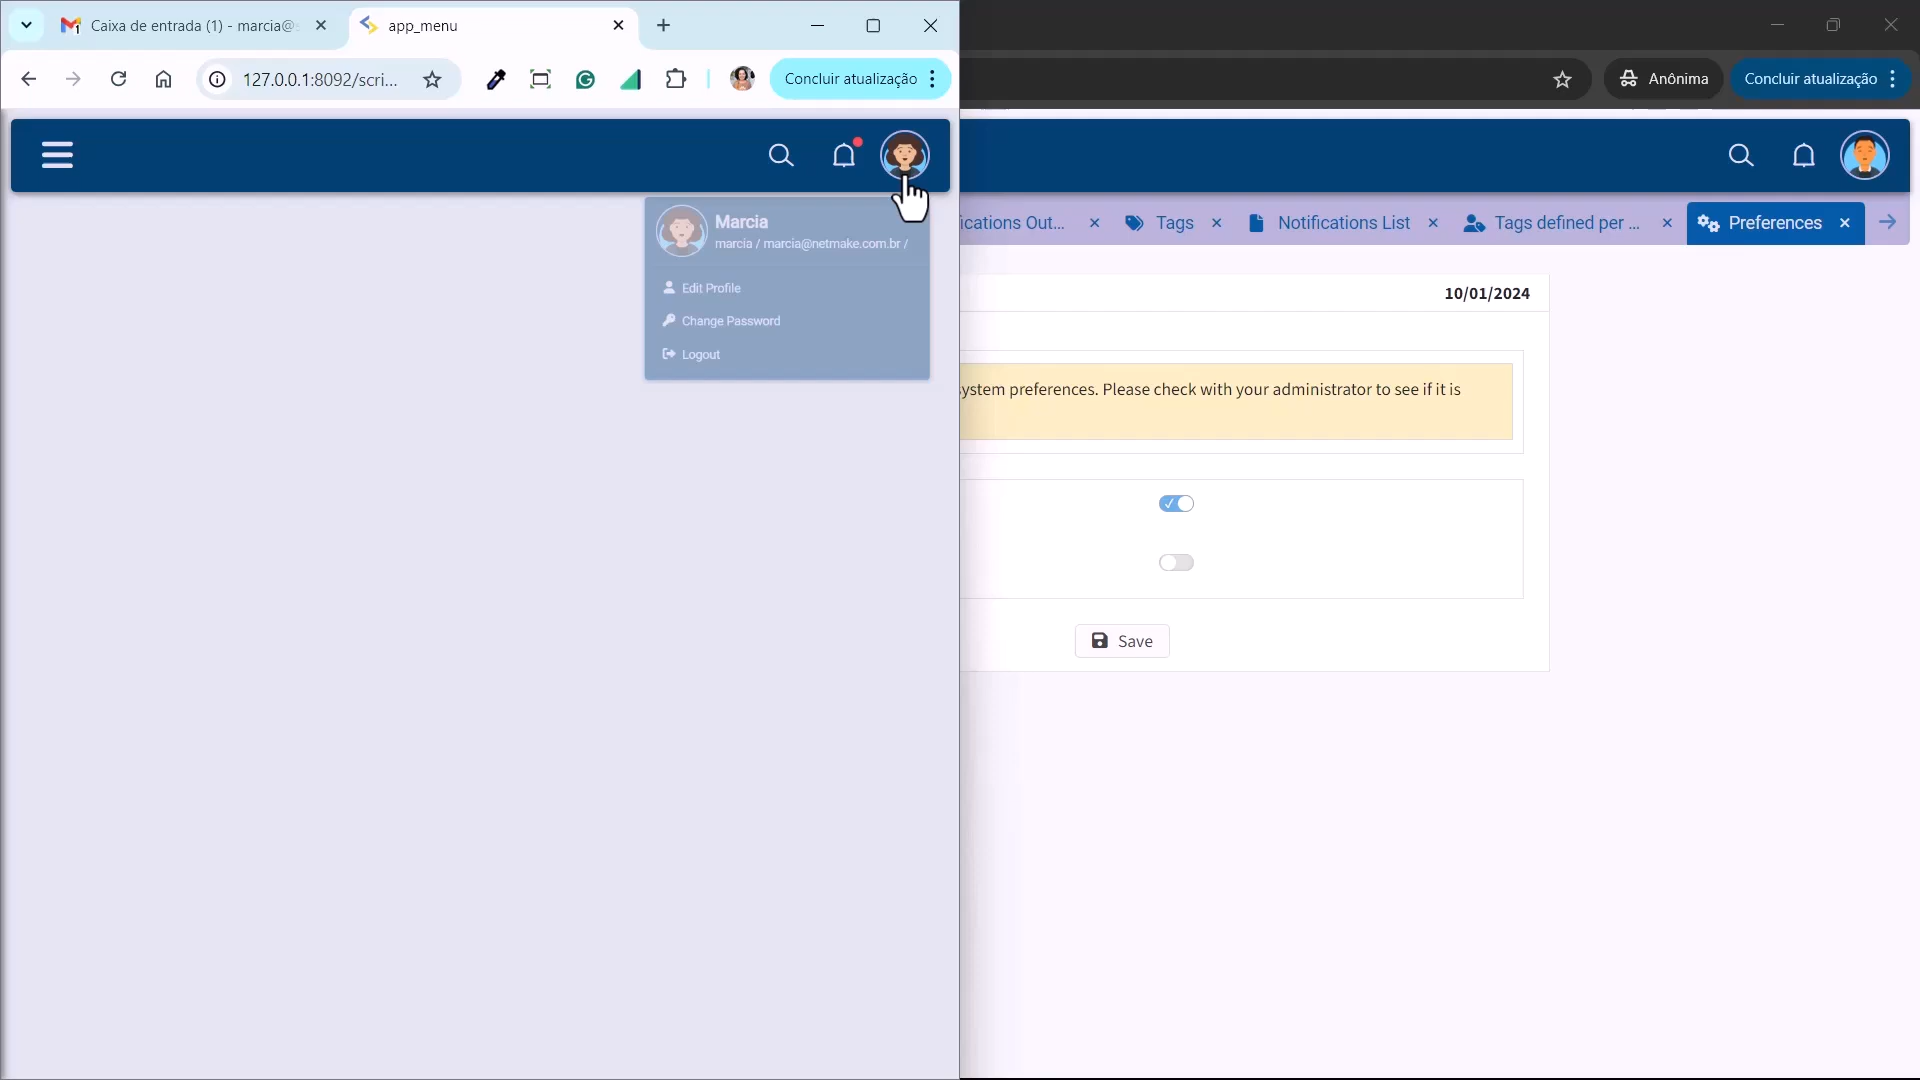 Caixa de entrada (1) - marcia@s
app_menu
127.0.0.1:8092/scri...
Concluir atualização
Anônima
Concluir atualização
Marcia
marcia / marcia@netmake.com.br /
Edit Profile
Change Password
Logout
ications Out...
Tags
Notifications List
Tags defined per ...
Preferences
10/01/2024
system preferences. Please check with your administrator to see if it is
Save